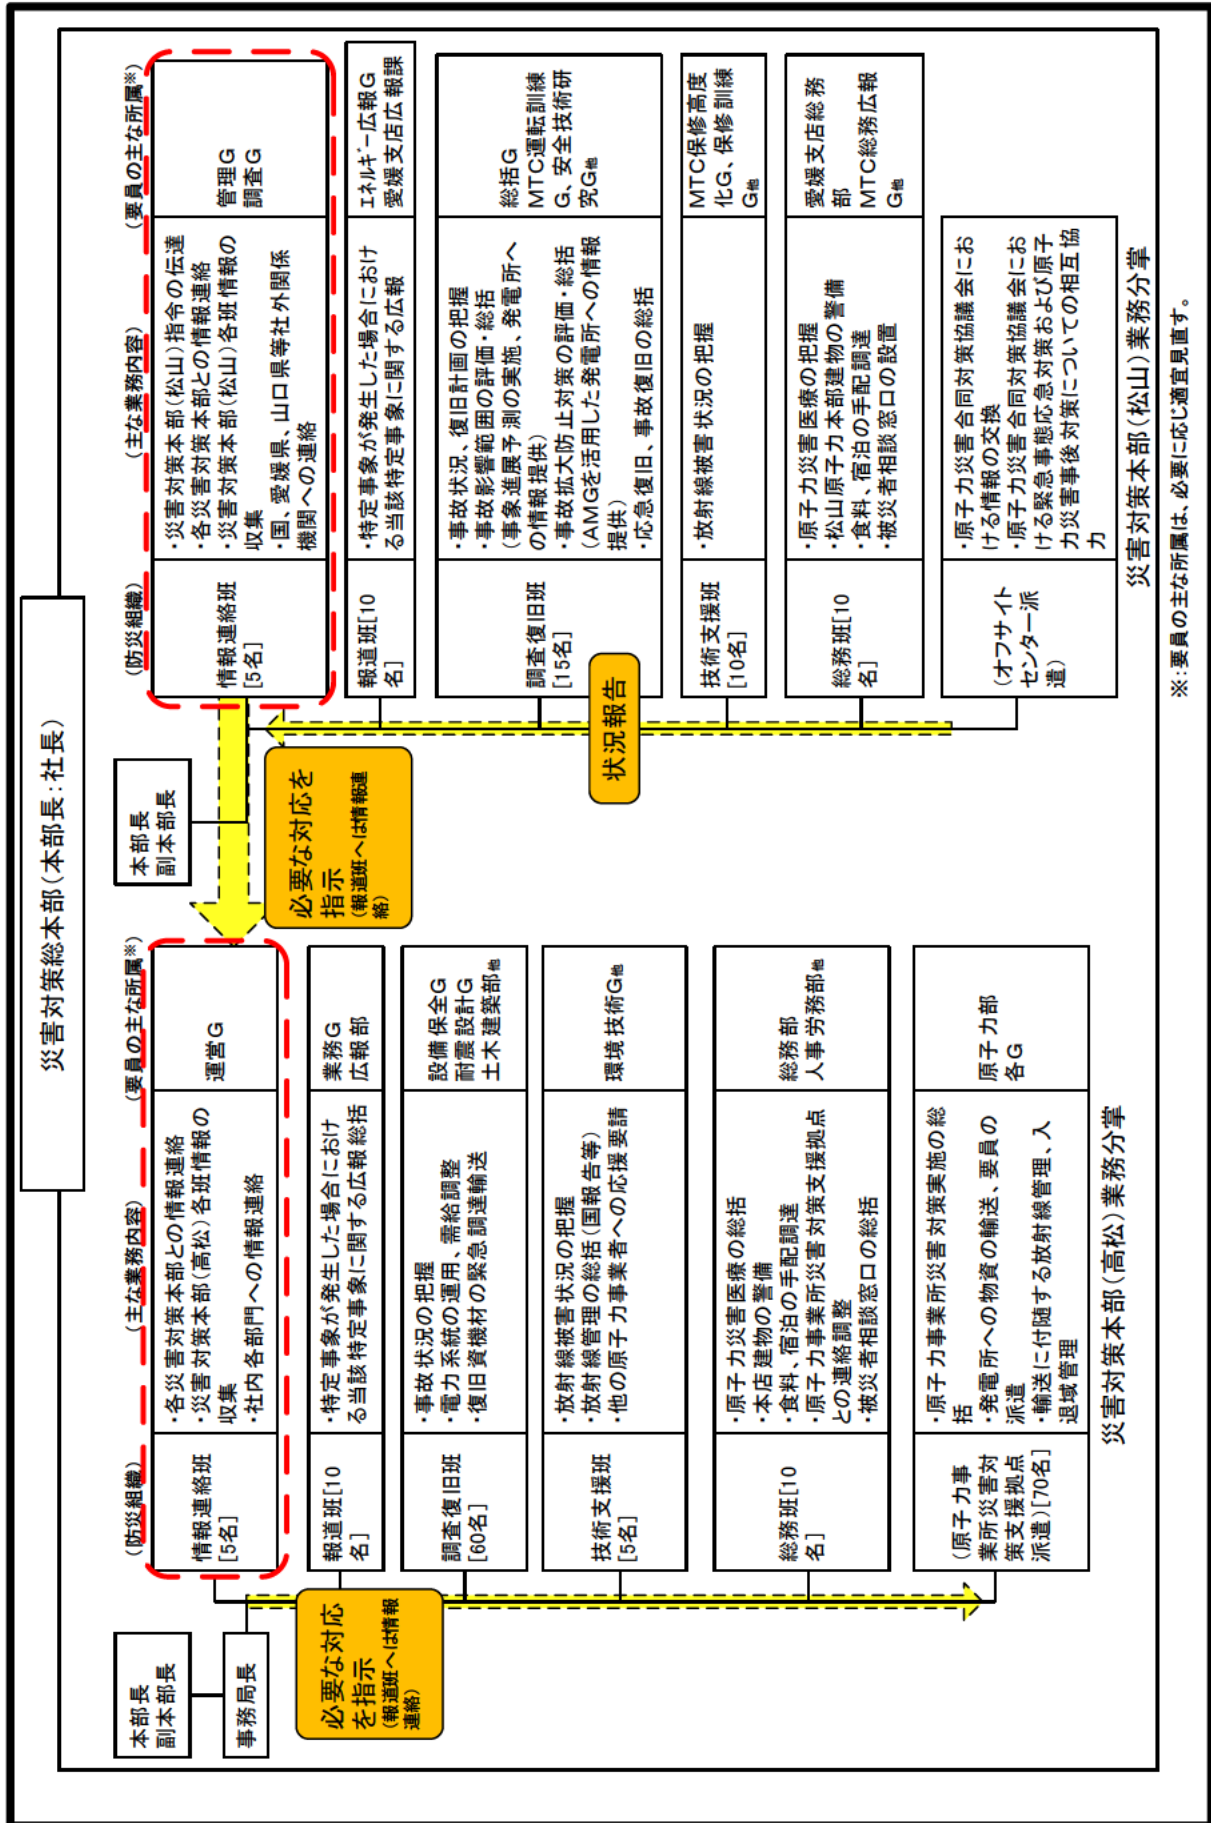 災害対策総本部(本部長:社長)
本部長
副本部長
事務局長
(防災組織)
(主な業務内容)
(要員の主な所属※)
情報連絡班
[5名]
・各災害対策本部との情報連絡
・災害対策本部(高松)各班情報の
収集
・社内各部門への情報連絡
運営G
報道班[10
名]
・特定事象が発生した場合におけ
る当該特定事象に関する広報総括
業務G
広報部
調査復旧班
[60名]
・事故状況の把握
・電力系統の運用、需給調整
・復旧資機材の緊急調達輸送
設備保全G
耐震設計G
土木建築部他
技術支援班
[5名]
・放射線被害状況の把握
・放射線管理の総括(国報告等)
・他の原子力事業者への応援要請
環境技術G他
総務班[10
名]
・原子力災害医療の総括
・本店建物の警備
・食料、宿泊の手配調達
・原子力事業所災害対策支援拠点
との連絡調整
・被災者相談窓口の総括
総務部
人事労務部他
(原子力事
業所災害対
策支援拠点
派遣)[70名]
・原子力事業所災害対策実施の総
括
・発電所への物資の輸送、要員の
派遣
・輸送に付随する放射線管理、入
退域管理
原子力部
各G
必要な対応
を指示
(報道班へは情報
連絡)
災害対策本部(高松)業務分掌
本部長
副本部長
(防災組織)
(主な業務内容)
(要員の主な所属※)
情報連絡班
[5名]
・災害対策本部(松山)指令の伝達
・各災害対策本部との情報連絡
・災害対策本部(松山)各班情報の
収集
・国、愛媛県、山口県等社外関係
機関への連絡
管理G
調査G
報道班[10
名]
・特定事象が発生した場合におけ
る当該特定事象に関する広報
エネルギー広報G
愛媛支店広報課
調査復旧班
[15名]
・事故状況、復旧計画の把握
・事故影響範囲の評価・総括
(事象進展予測の実施、発電所へ
の情報提供)
・事故拡大防止対策の評価・総括
(AMGを活用した発電所への情報
提供)
・応急復旧、事故復旧の総括
総括G
MTC運転訓練
G、安全技術研
究G他
技術支援班
[10名]
・放射線被害状況の把握
MTC保修高度
化G、保修訓練
G他
総務班[10
名]
・原子力災害医療の把握
・松山原子力本部建物の警備
・食料、宿泊の手配調達
・被災者相談窓口の設置
愛媛支店総務
部
MTC総務広報
G他
(オフサイト
センター派
遣)
・原子力災害合同対策協議会にお
ける情報の交換
・原子力災害合同対策協議会にお
ける緊急事態応急対策および原子
力災害事後対策についての相互協
力
必要な対応を
指示
(報道班へは情報連
絡)
状況報告
災害対策本部(松山)業務分掌
※:要員の主な所属は、必要に応じ適宜見直す。